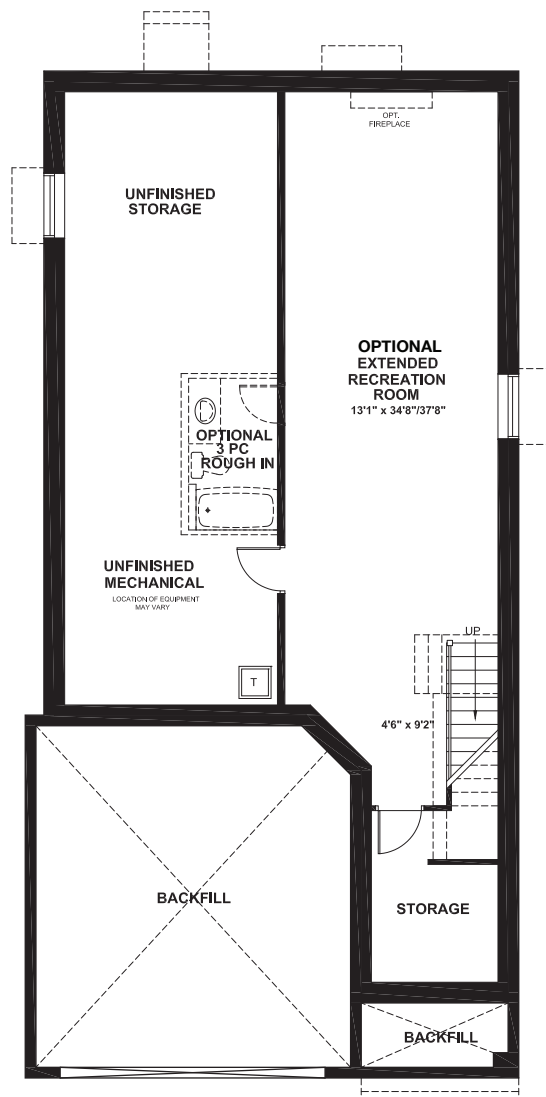 OPT.
FIREPLACE
UNFINISHED
STORAGE
OPTIONAL
EXTENDED
RECREATION
ROOM
13'1" x 34'8"/37'8"
OPTIONAL
3 PC
ROUGH IN
UNFINISHED
MECHANICAL
LOCATION OF EQUIPMENT
MAY VARY
UP
T
4'6" x 9'2"
BACKFILL
STORAGE
BACKFILL